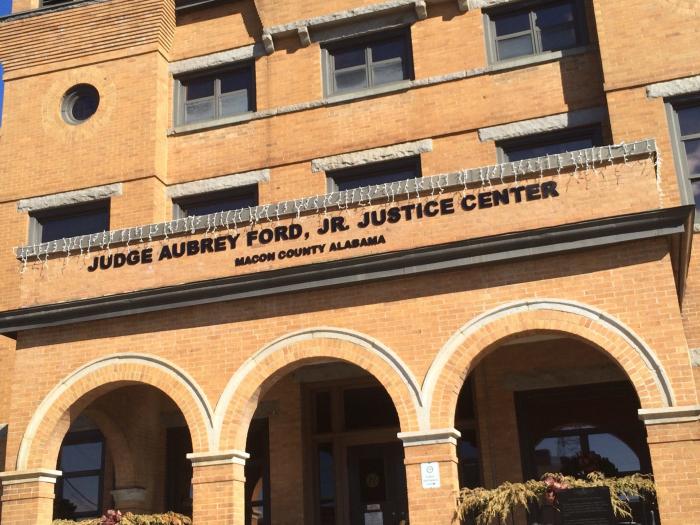 JUDGE AUBREY FORD, JR. JUSTICE CENTER
MACON COUNTY ALABAMA